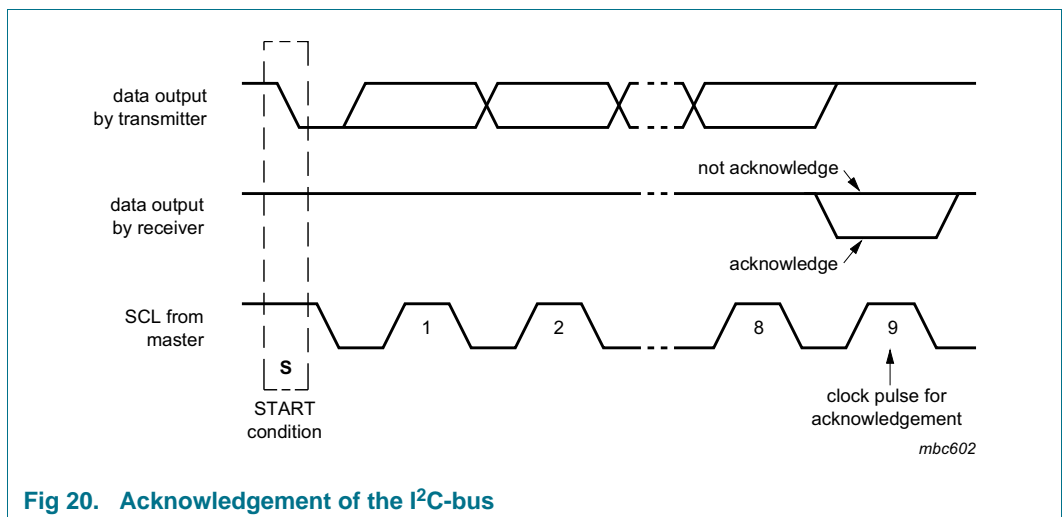 data output
by transmitter
not acknowledge
data output
by receiver
acknowledge
SCL from
master
1
2
8
9
S
START
condition
clock pulse for
acknowledgement
mbc602
Fig 20. Acknowledgement of the I²C-bus